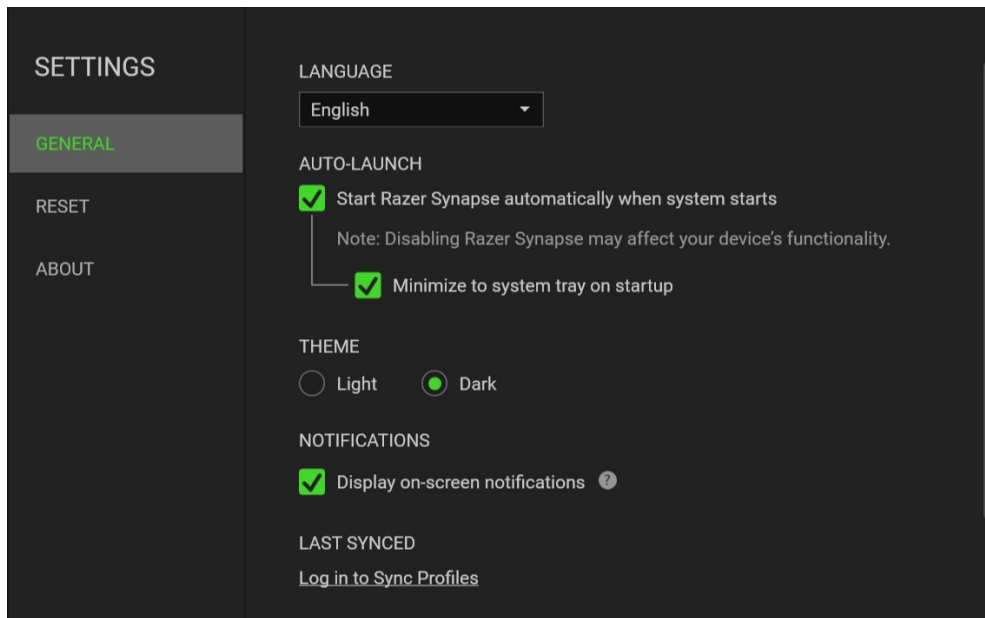 SETTINGS
GENERAL
RESET
ABOUT
LANGUAGE
English
AUTO-LAUNCH
Start Razer Synapse automatically when system starts
Note: Disabling Razer Synapse may affect your device’s functionality.
Minimize to system tray on startup
THEME
Light Dark
NOTIFICATIONS
Display on-screen notifications ?
LAST SYNCED
Log in to Sync Profiles